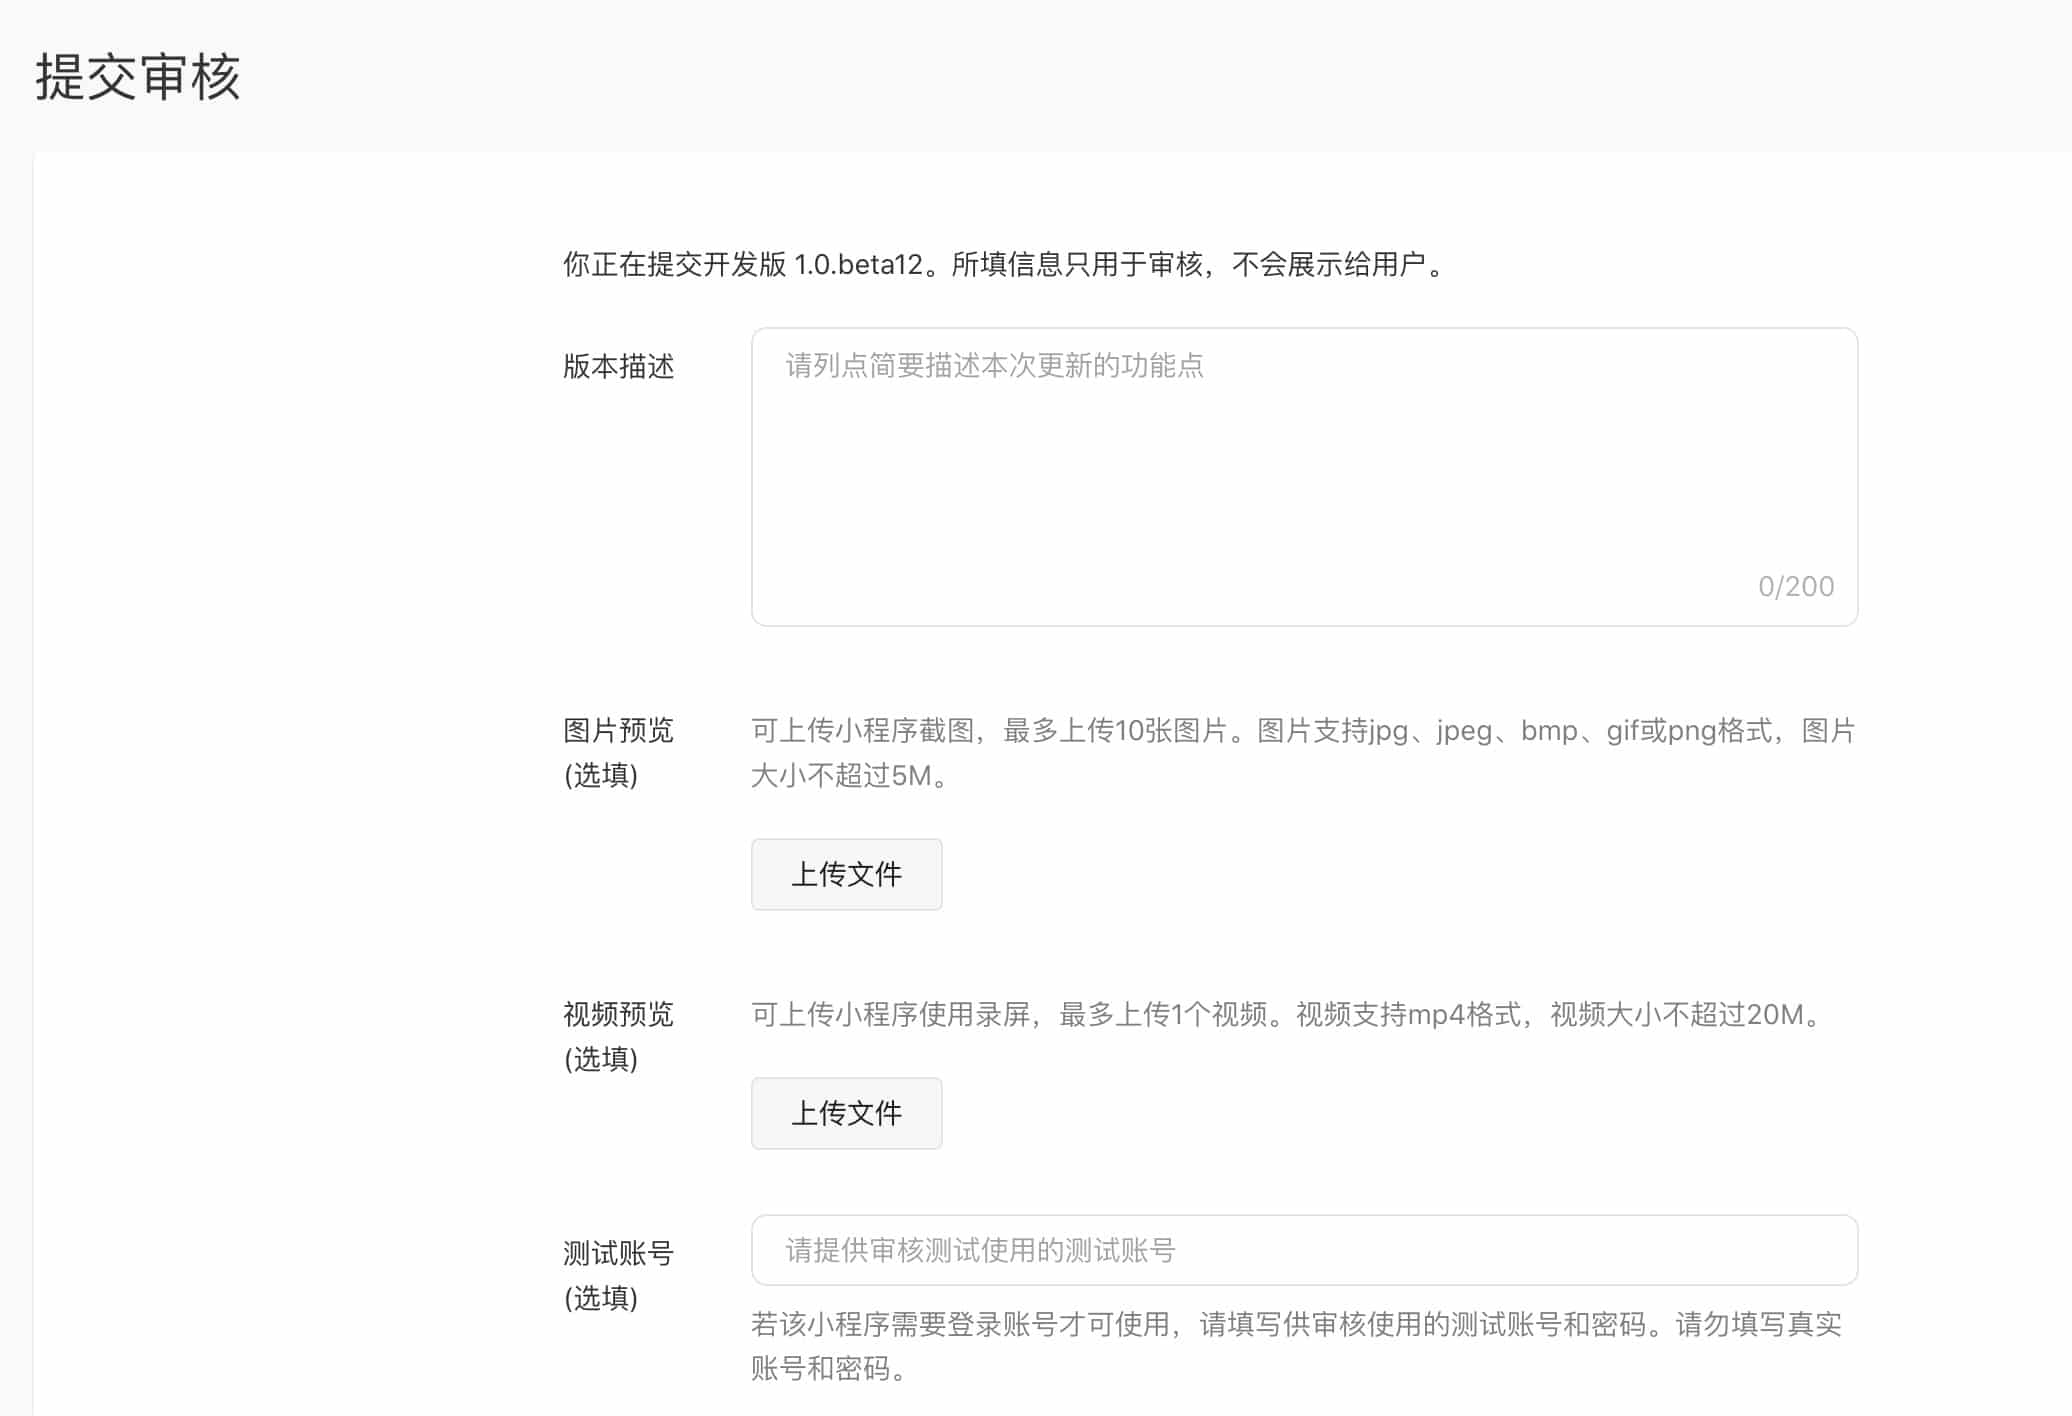 提交审核
你正在提交开发版 1.0.beta12。所填信息只用于审核，不会展示给用户。
版本描述
请列点简要描述本次更新的功能点
0/200
图片预览
(选填)
可上传小程序截图，最多上传10张图片。图片支持jpg、jpeg、bmp、gif或png格式，图片
大小不超过5M。
上传文件
视频预览
(选填)
可上传小程序使用录屏，最多上传1个视频。视频支持mp4格式，视频大小不超过20M。
上传文件
测试账号
(选填)
请提供审核测试使用的测试账号
若该小程序需要登录账号才可使用，请填写供审核使用的测试账号和密码。请勿填写真实
账号和密码。